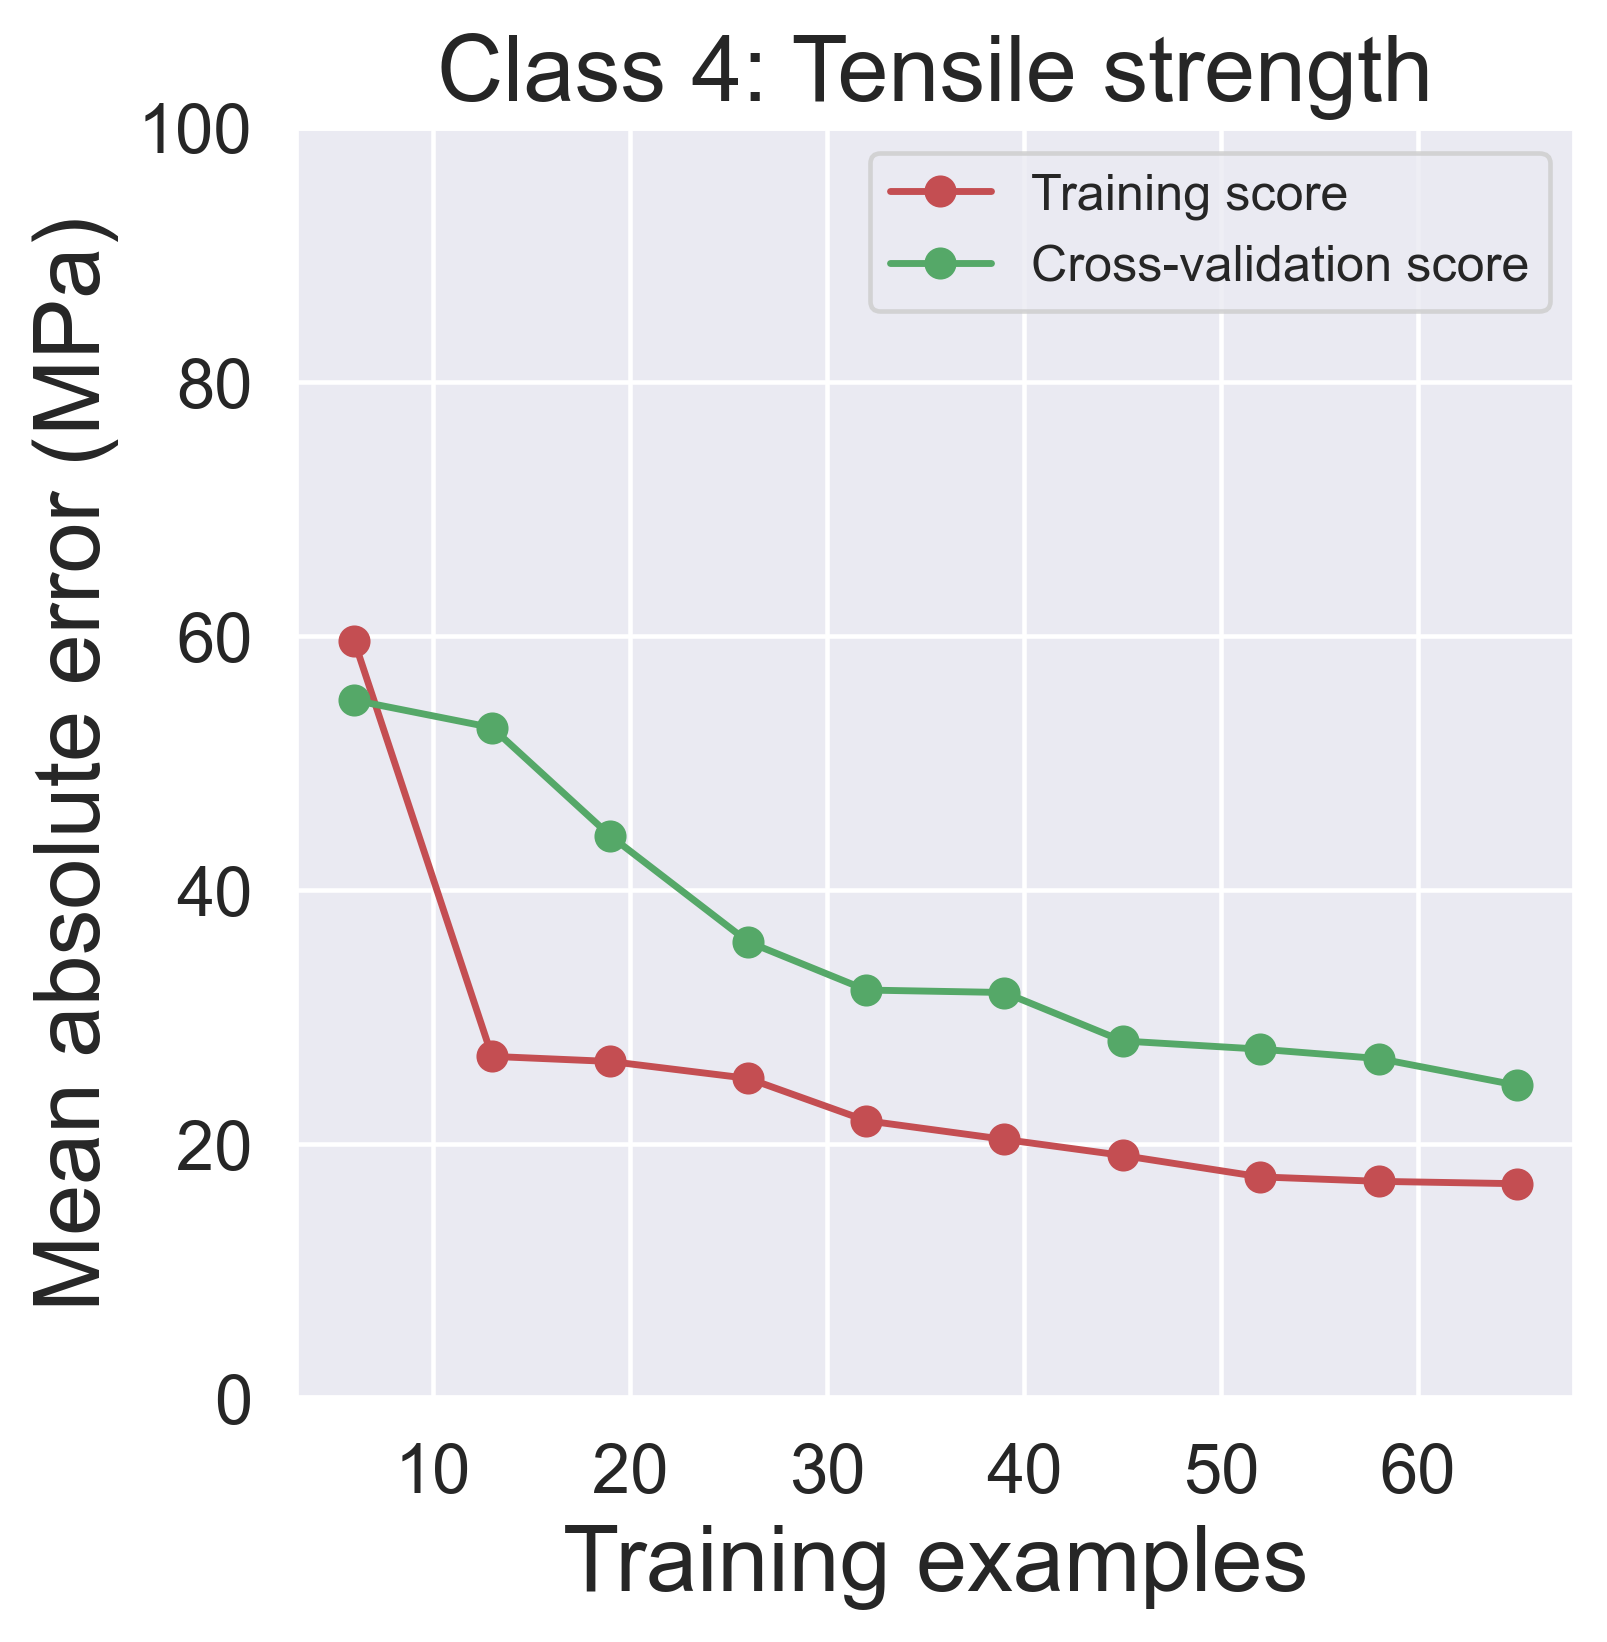 Class 4: Tensile strength
Training score
Cross-validation score
Mean absolute error (MPa)
100
80
60
40
20
0
10 20 30 40 50 60
Training examples